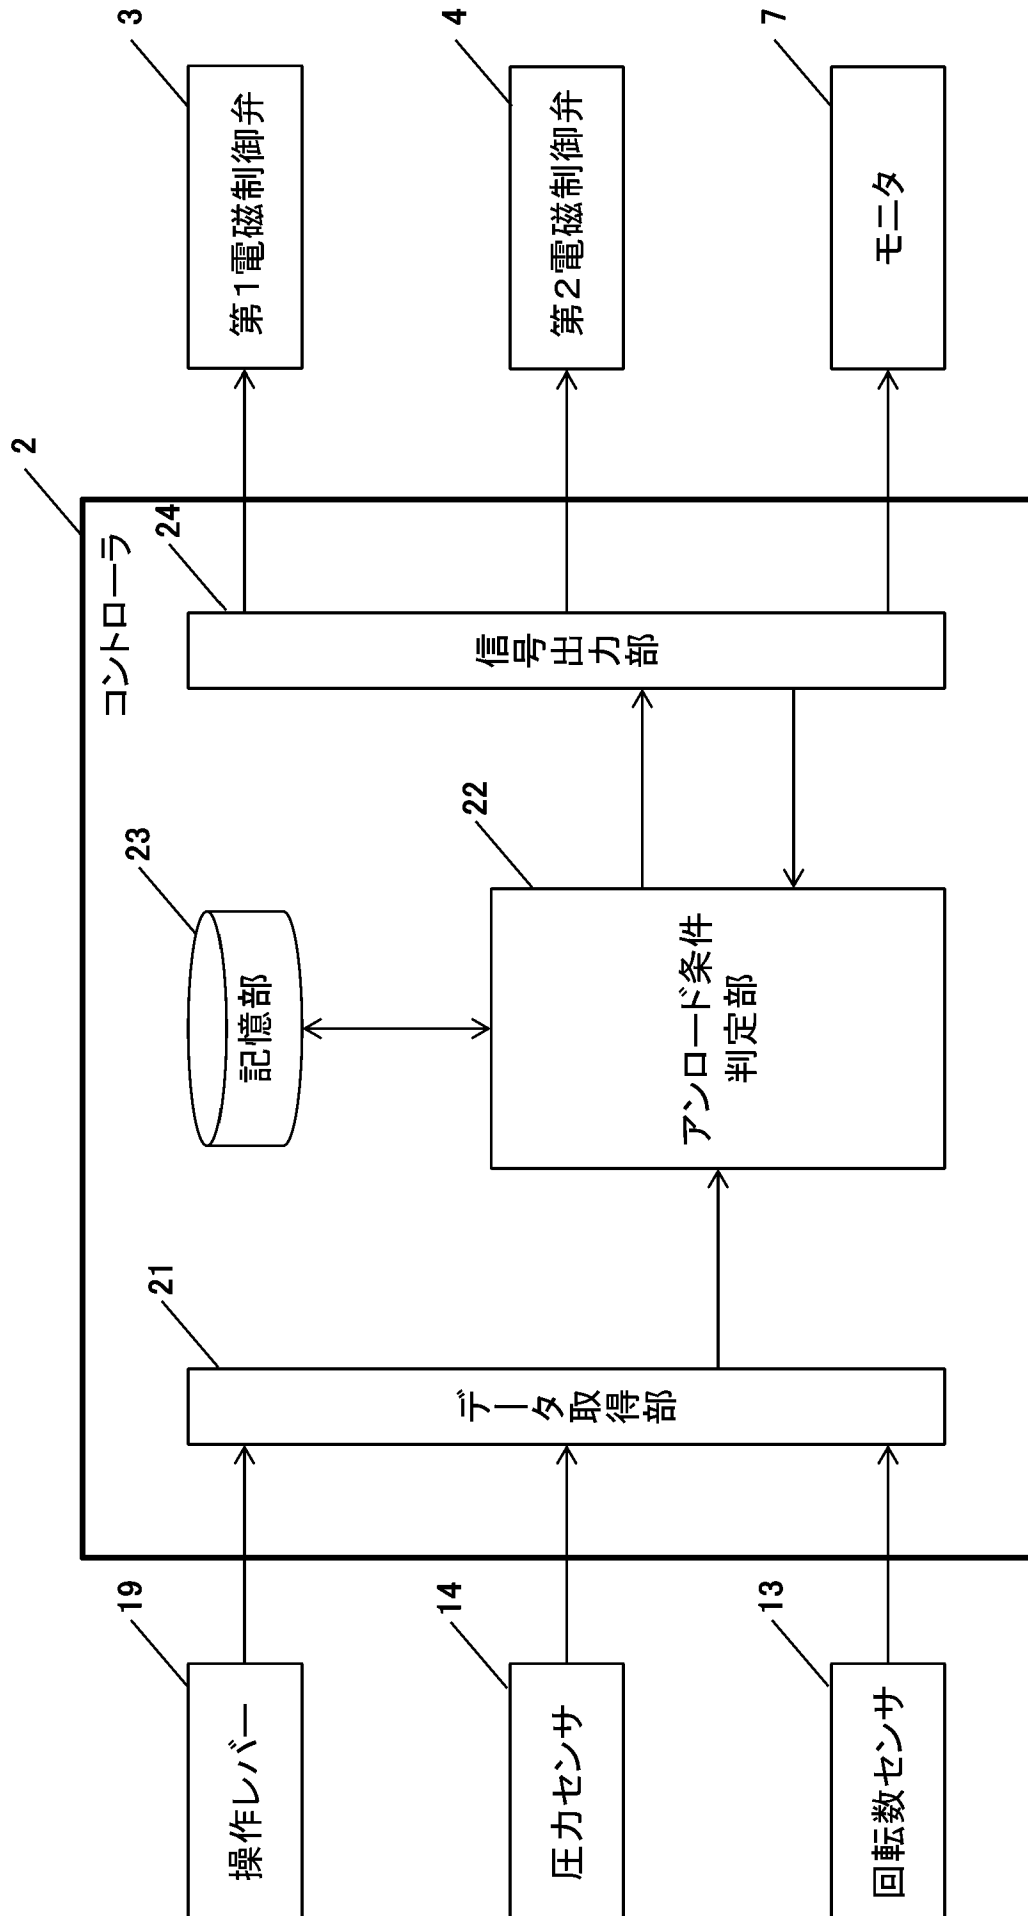 2
コントローラ
19
操作レバー
14
圧力センサ
13
回転数センサ
21
データ取得部
23
記憶部
22
アンロード条件
判定部
24
信号出力部
3
第1電磁制御弁
4
第2電磁制御弁
7
モニタ